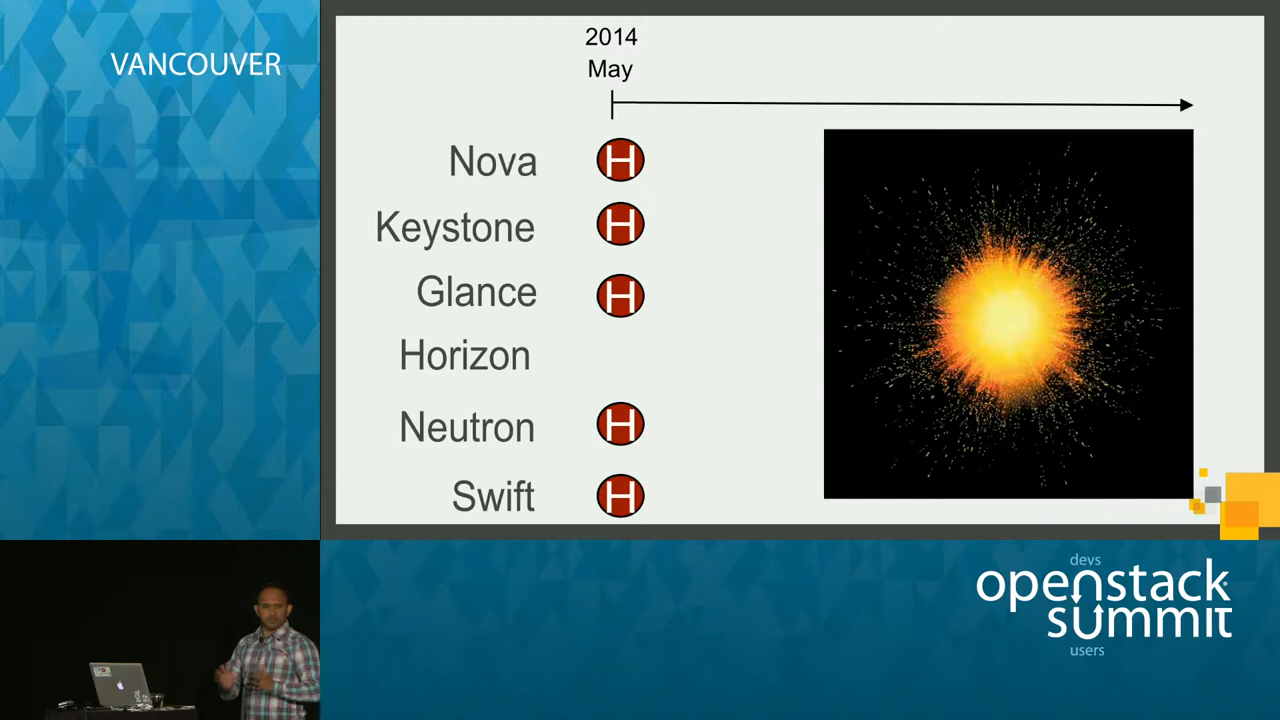 VANCOUVER
2014
May
Nova H
Keystone H
Glance H
Horizon
Neutron H
Swift H
devs
openstack
summit
users